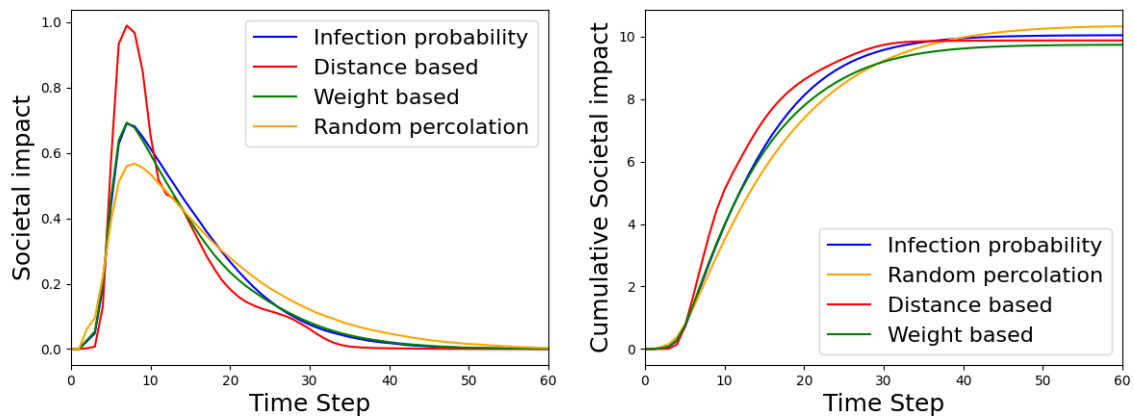 1.0
0.8
0.6
0.4
0.2
0.0
Societal impact
Infection probability
Distance based
Weight based
Random percolation
0 10 20 30 40 50 60
Time Step
10
8
6
4
2
0
Cumulative Societal impact
Infection probability
Random percolation
Distance based
Weight based
0 10 20 30 40 50 60
Time Step